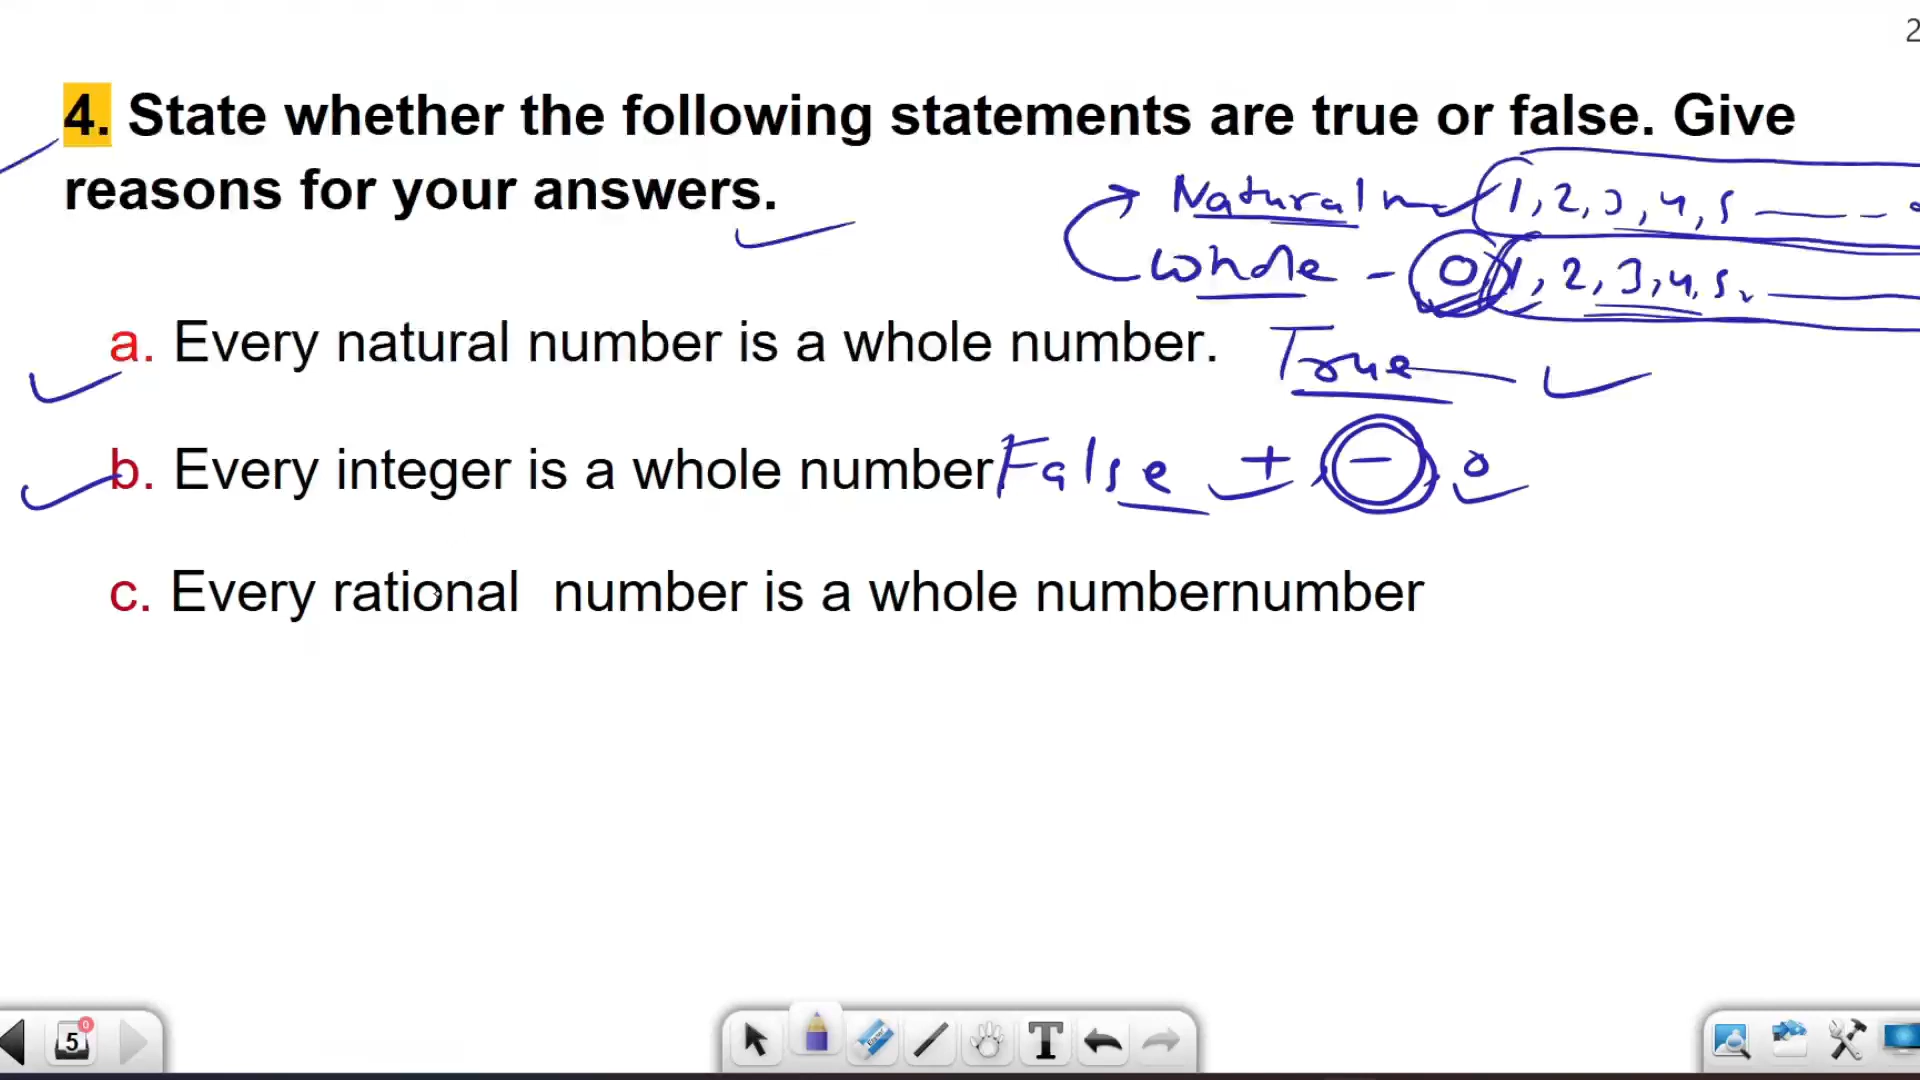 2
4. State whether the following statements are true or false. Give
reasons for your answers.
Natural n 1, 2, 3, 4, 5
Whole - 0, 1, 2, 3, 4, 5,
a. Every natural number is a whole number. True
b. Every integer is a whole number False + , - , 0
c. Every rational number is a whole numbernumber
5 0
T